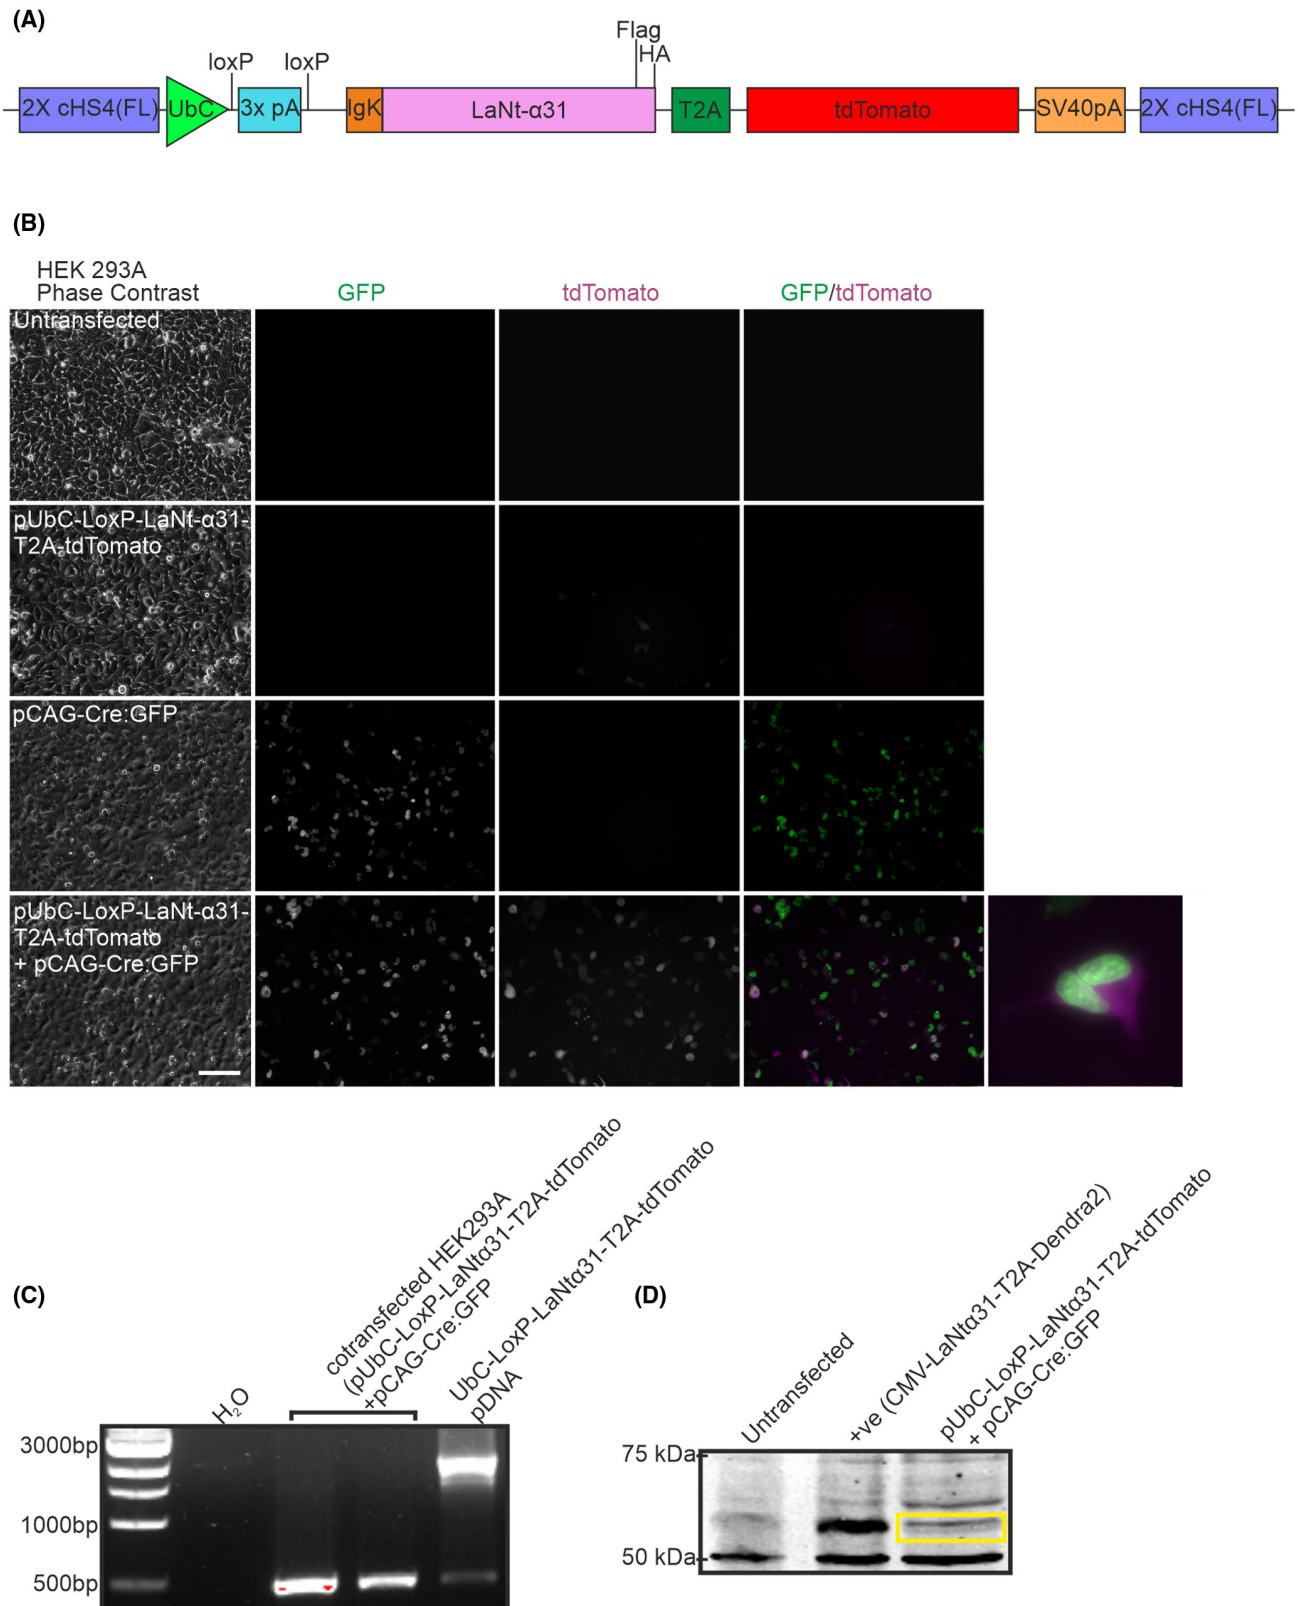 (A)
Flag
loxP loxP HA
2X cHS4(FL) UbC 3x pA IgK LaNt-α31 T2A tdTomato SV40pA 2X cHS4(FL)
(B)
HEK 293A
Phase Contrast GFP tdTomato GFP/tdTomato
Untransfected
pUbC-LoxP-LaNt-α31-
T2A-tdTomato
pCAG-Cre:GFP
pUbC-LoxP-LaNt-α31-
T2A-tdTomato
+ pCAG-Cre:GFP
(C)
H₂O
cotransfected HEK293A
(pUbC-LoxP-LaNtα31-T2A-tdTomato
+pCAG-Cre:GFP
UbC-LoxP-LaNtα31-T2A-tdTomato
pDNA
3000bp
1000bp
500bp
(D)
Untransfected
+ve (CMV-LaNtα31-T2A-Dendra2)
pUbC-LoxP-LaNtα31-T2A-tdTomato
+ pCAG-Cre:GFP
75 kDa
50 kDa